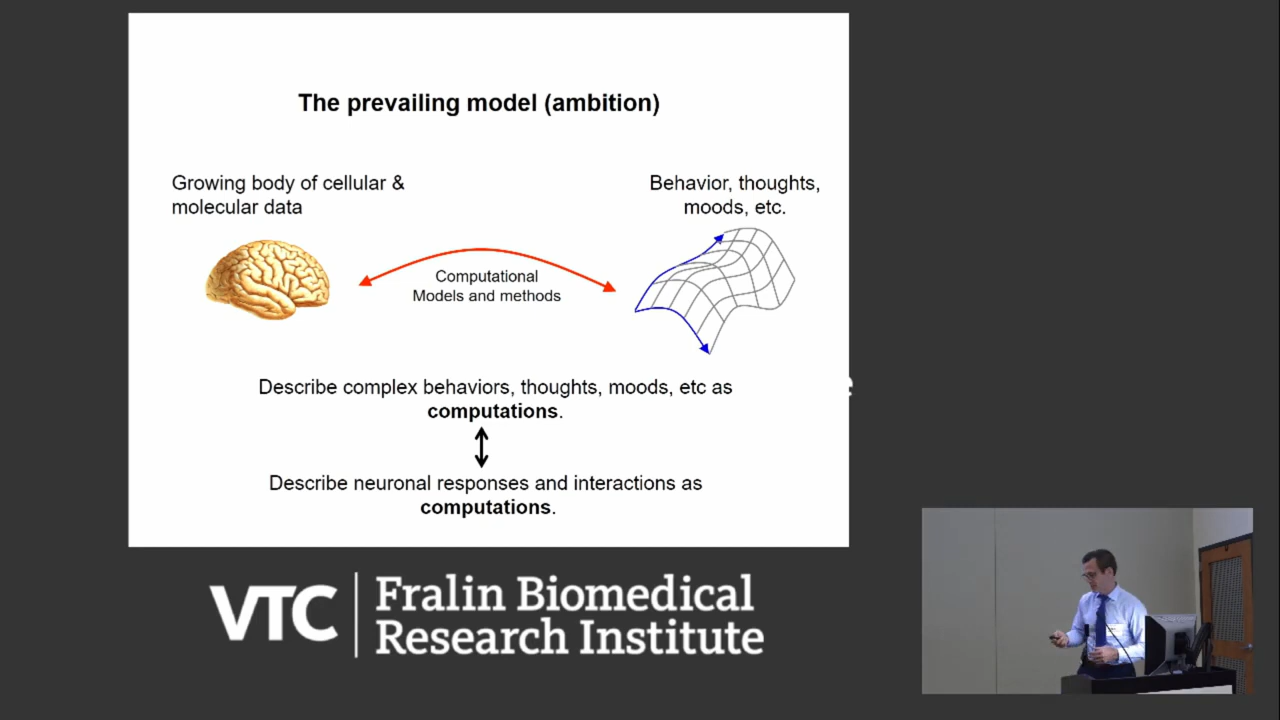 The prevailing model (ambition)
Growing body of cellular &
molecular data
Behavior, thoughts,
moods, etc.
Computational
Models and methods
Describe complex behaviors, thoughts, moods, etc as
computations.
Describe neuronal responses and interactions as
computations.
VTC
Fralin Biomedical
Research Institute